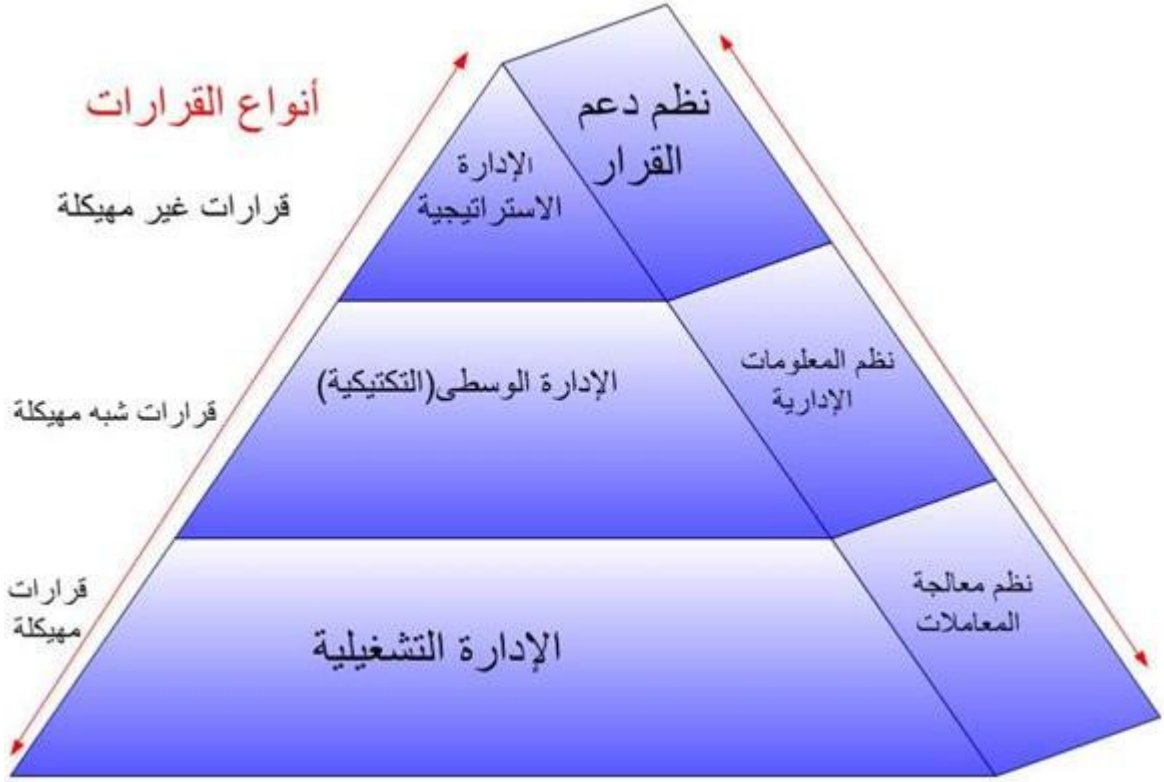 أنواع القرارات
قرارات غير مهيكلة
قرارات شبه مهيكلة
قرارات
مهيكلة
الإدارة
الاستراتيجية
الإدارة الوسطى(التكتيكية)
الإدارة التشغيلية
نظم دعم
القرار
نظم المعلومات
الإدارية
نظم معالجة
المعاملات